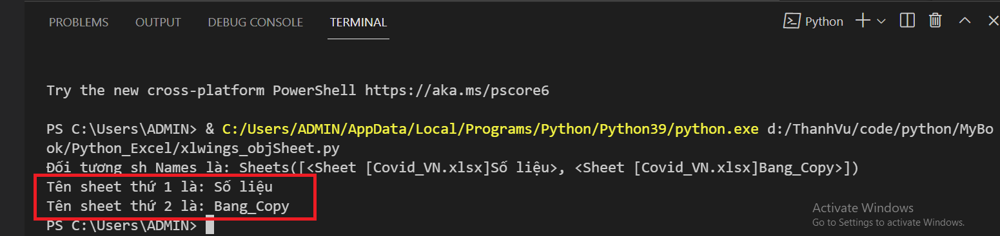 PROBLEMS OUTPUT DEBUG CONSOLE TERMINAL Python
Try the new cross-platform PowerShell https://aka.ms/pscore6
PS C:\Users\ADMIN> & C:/Users/ADMIN/AppData/Local/Programs/Python/Python39/python.exe d:/ThanhVu/code/python/MyBo
ok/Python_Excel/xlwings_objSheet.py
Đối tương sh Names là: Sheets([<Sheet [Covid_VN.xlsx]Số liệu>, <Sheet [Covid_VN.xlsx]Bang_Copy>])
Tên sheet thứ 1 là: Số liệu
Tên sheet thứ 2 là: Bang_Copy
PS C:\Users\ADMIN>
Activate Windows
Go to Settings to activate Windows.